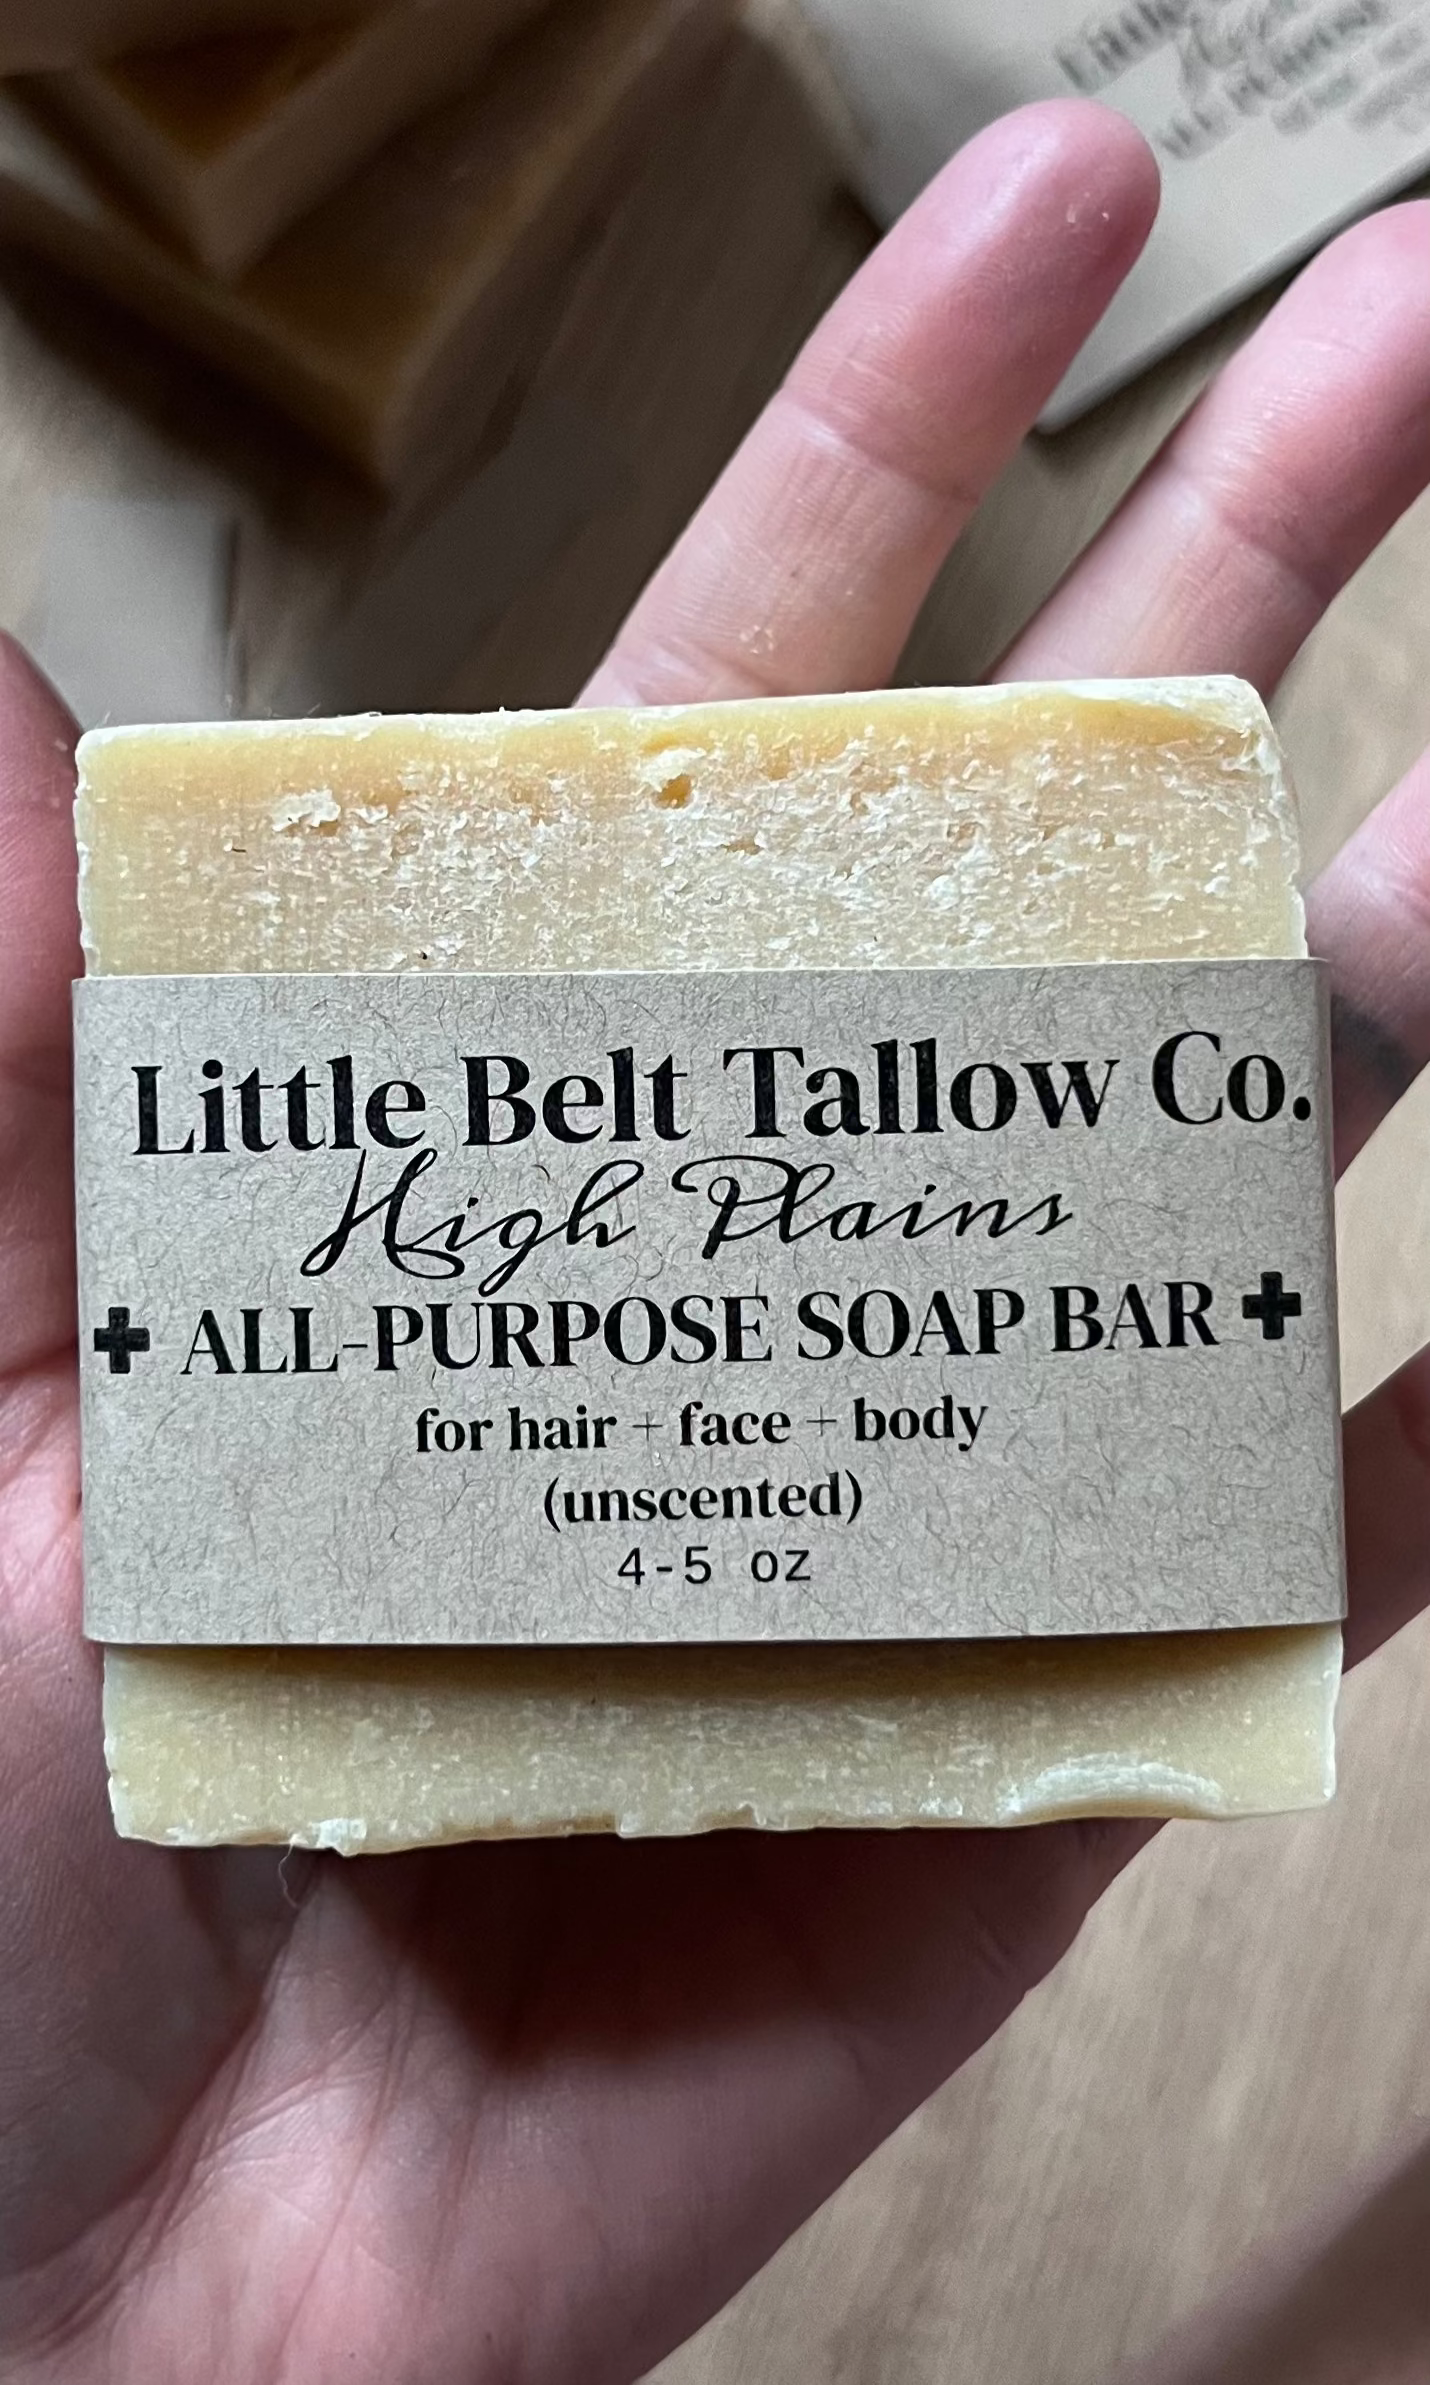 Little Belt Tallow Co.
High Plains
+ ALL-PURPOSE SOAP BAR +
for hair + face + body
(unscented)
4-5 oz